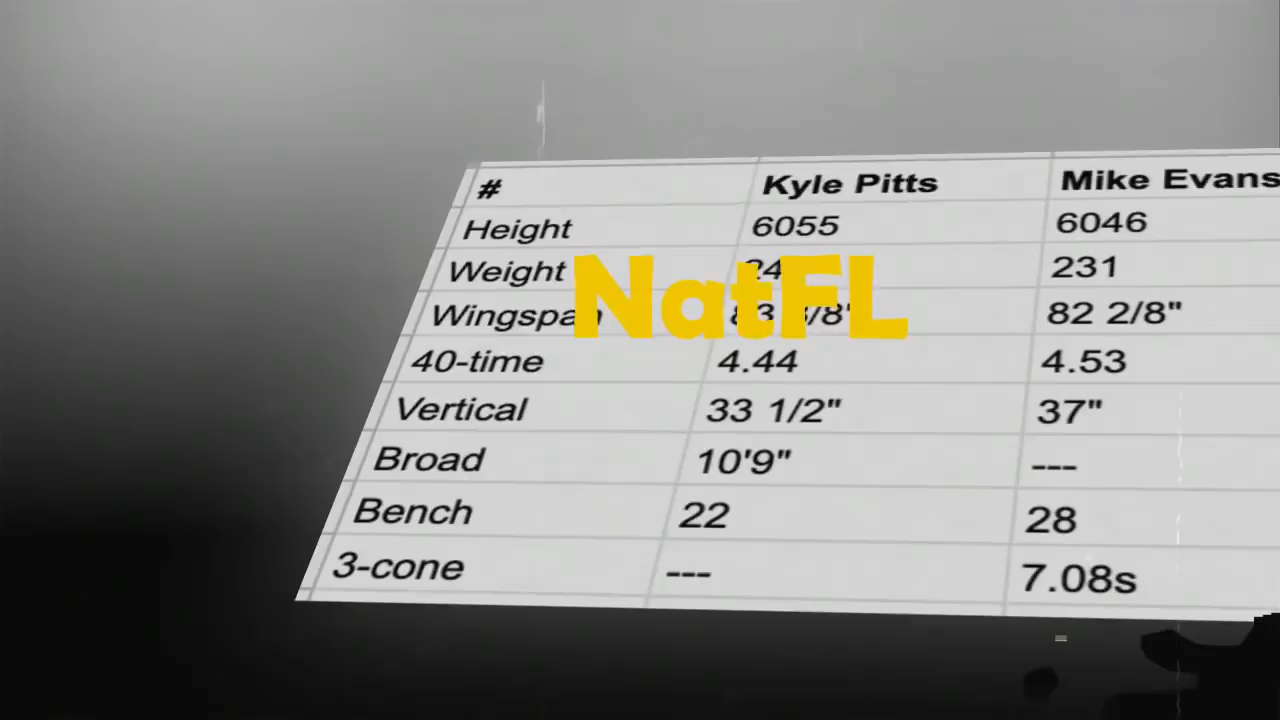 # Kyle Pitts Mike Evans
Height 6055 6046
Weight 231
NatFL
Wingspan 82 2/8"
40-time 4.44 4.53
Vertical 33 1/2" 37"
Broad 10'9" ---
Bench 22 28
3-cone --- 7.08s